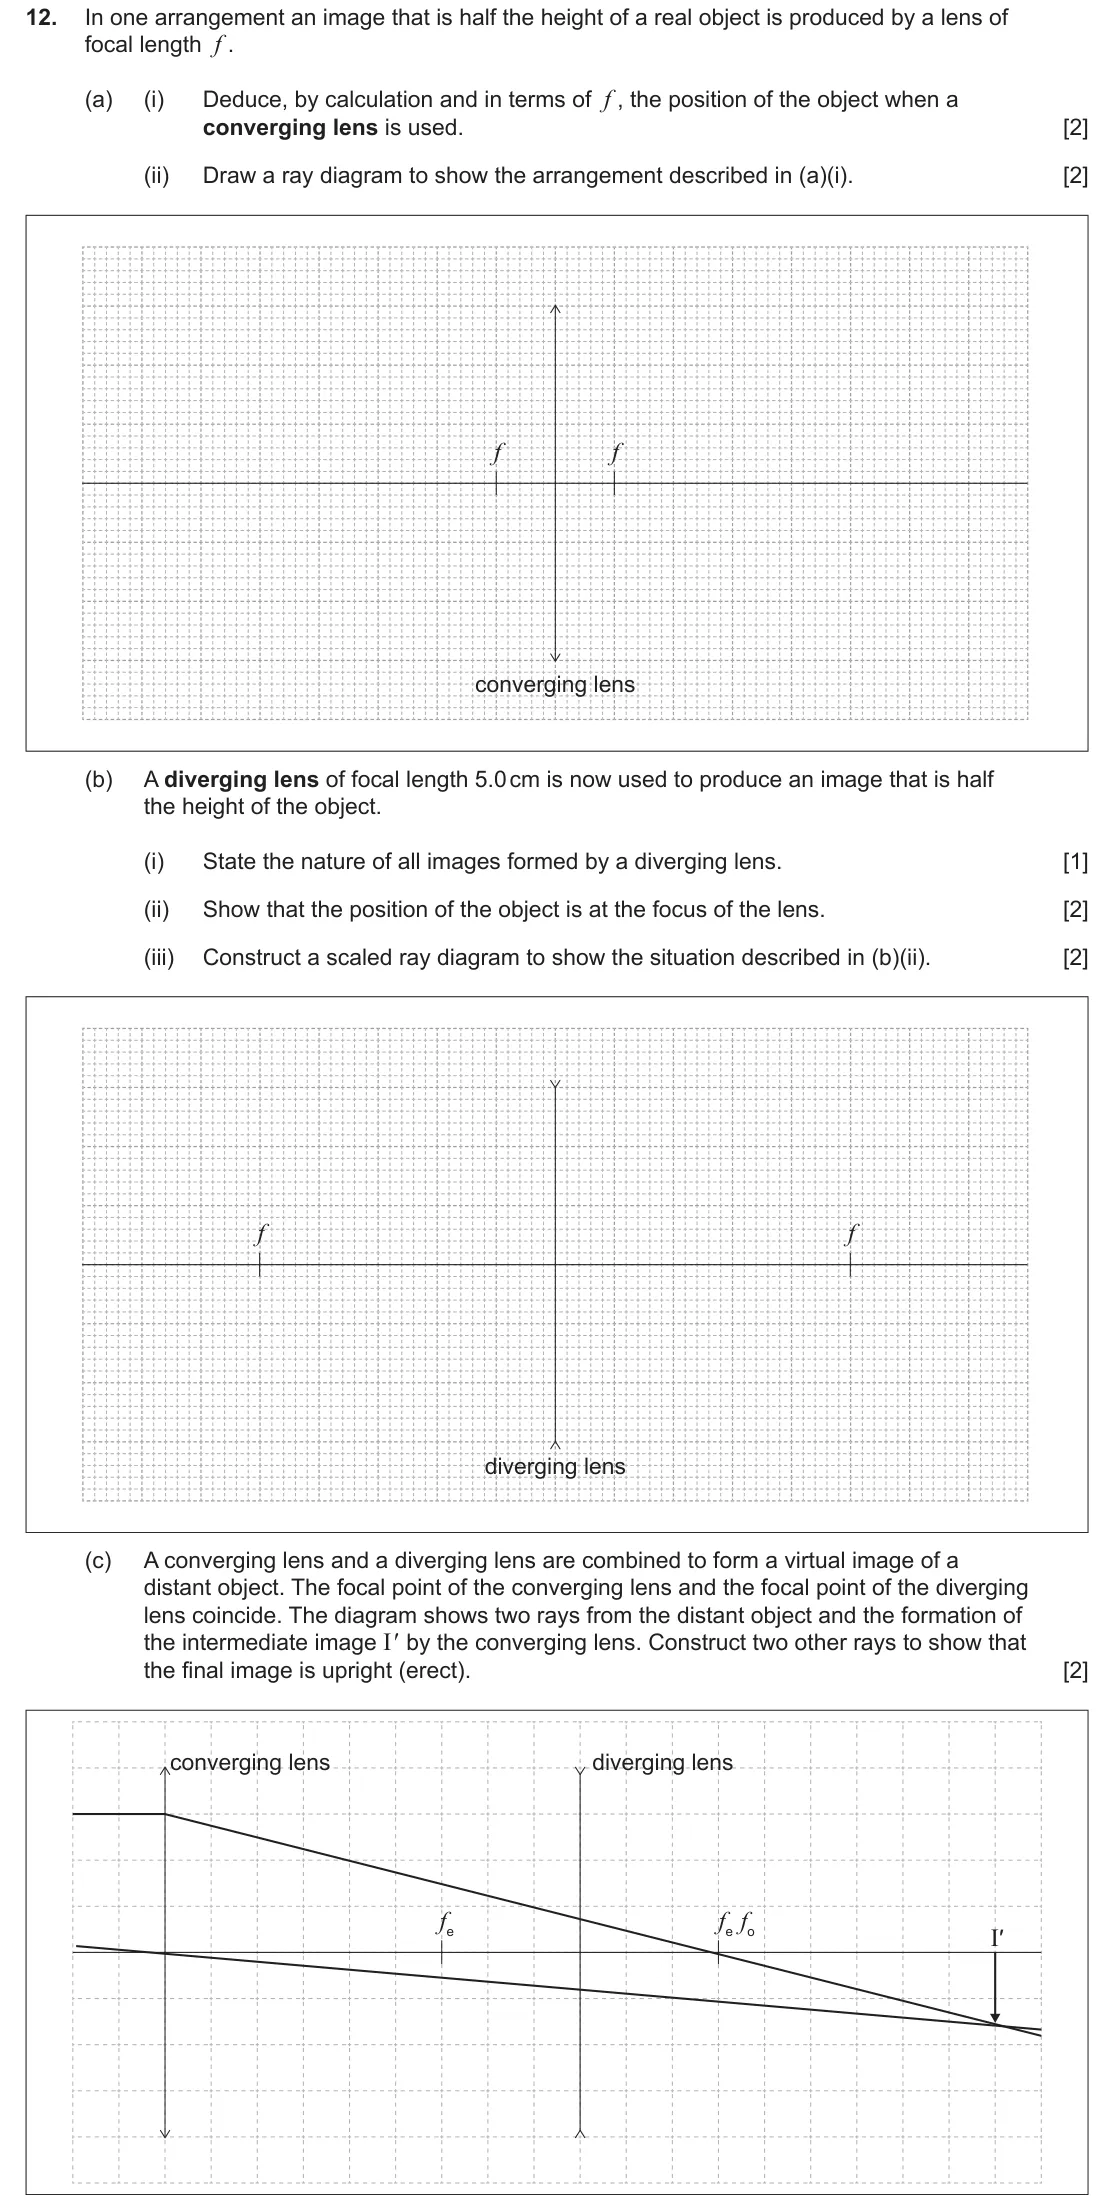 12. In one arrangement an image that is half the height of a real object is produced by a lens of
focal length f.
(a) (i) Deduce, by calculation and in terms of f, the position of the object when a
converging lens is used. [2]
(ii) Draw a ray diagram to show the arrangement described in (a)(i). [2]
f f
converging lens
(b) A diverging lens of focal length 5.0 cm is now used to produce an image that is half
the height of the object.
(i) State the nature of all images formed by a diverging lens. [1]
(ii) Show that the position of the object is at the focus of the lens. [2]
(iii) Construct a scaled ray diagram to show the situation described in (b)(ii). [2]
f f
diverging lens
(c) A converging lens and a diverging lens are combined to form a virtual image of a
distant object. The focal point of the converging lens and the focal point of the diverging
lens coincide. The diagram shows two rays from the distant object and the formation of
the intermediate image I′ by the converging lens. Construct two other rays to show that
the final image is upright (erect). [2]
converging lens diverging lens
fe fe fo I′